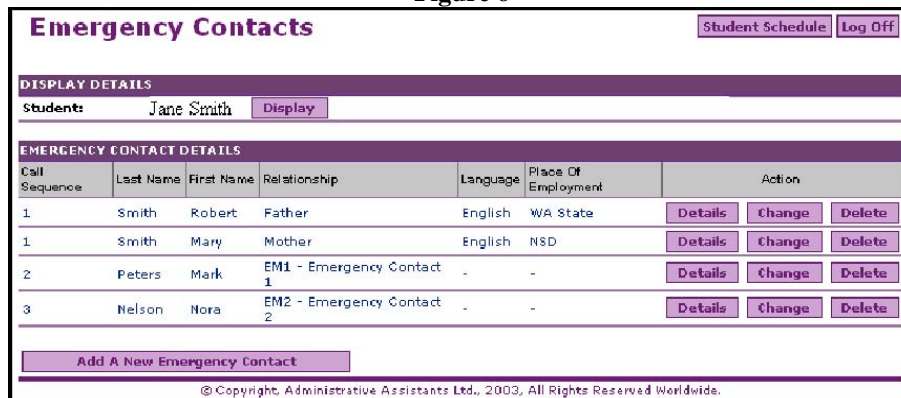 Emergency Contacts Student Schedule Log Off
DISPLAY DETAILS
Student: Jane Smith Display
EMERGENCY CONTACT DETAILS
Call Sequence Last Name First Name Relationship Language Place Of Employment Action
1 Smith Robert Father English WA State Details Change Delete
1 Smith Mary Mother English NSD Details Change Delete
2 Peters Mark EM1 - Emergency Contact 1 - - Details Change Delete
3 Nelson Nora EM2 - Emergency Contact 2 - - Details Change Delete
Add A New Emergency Contact
© Copyright, Administrative Assistants Ltd., 2003, All Rights Reserved Worldwide.